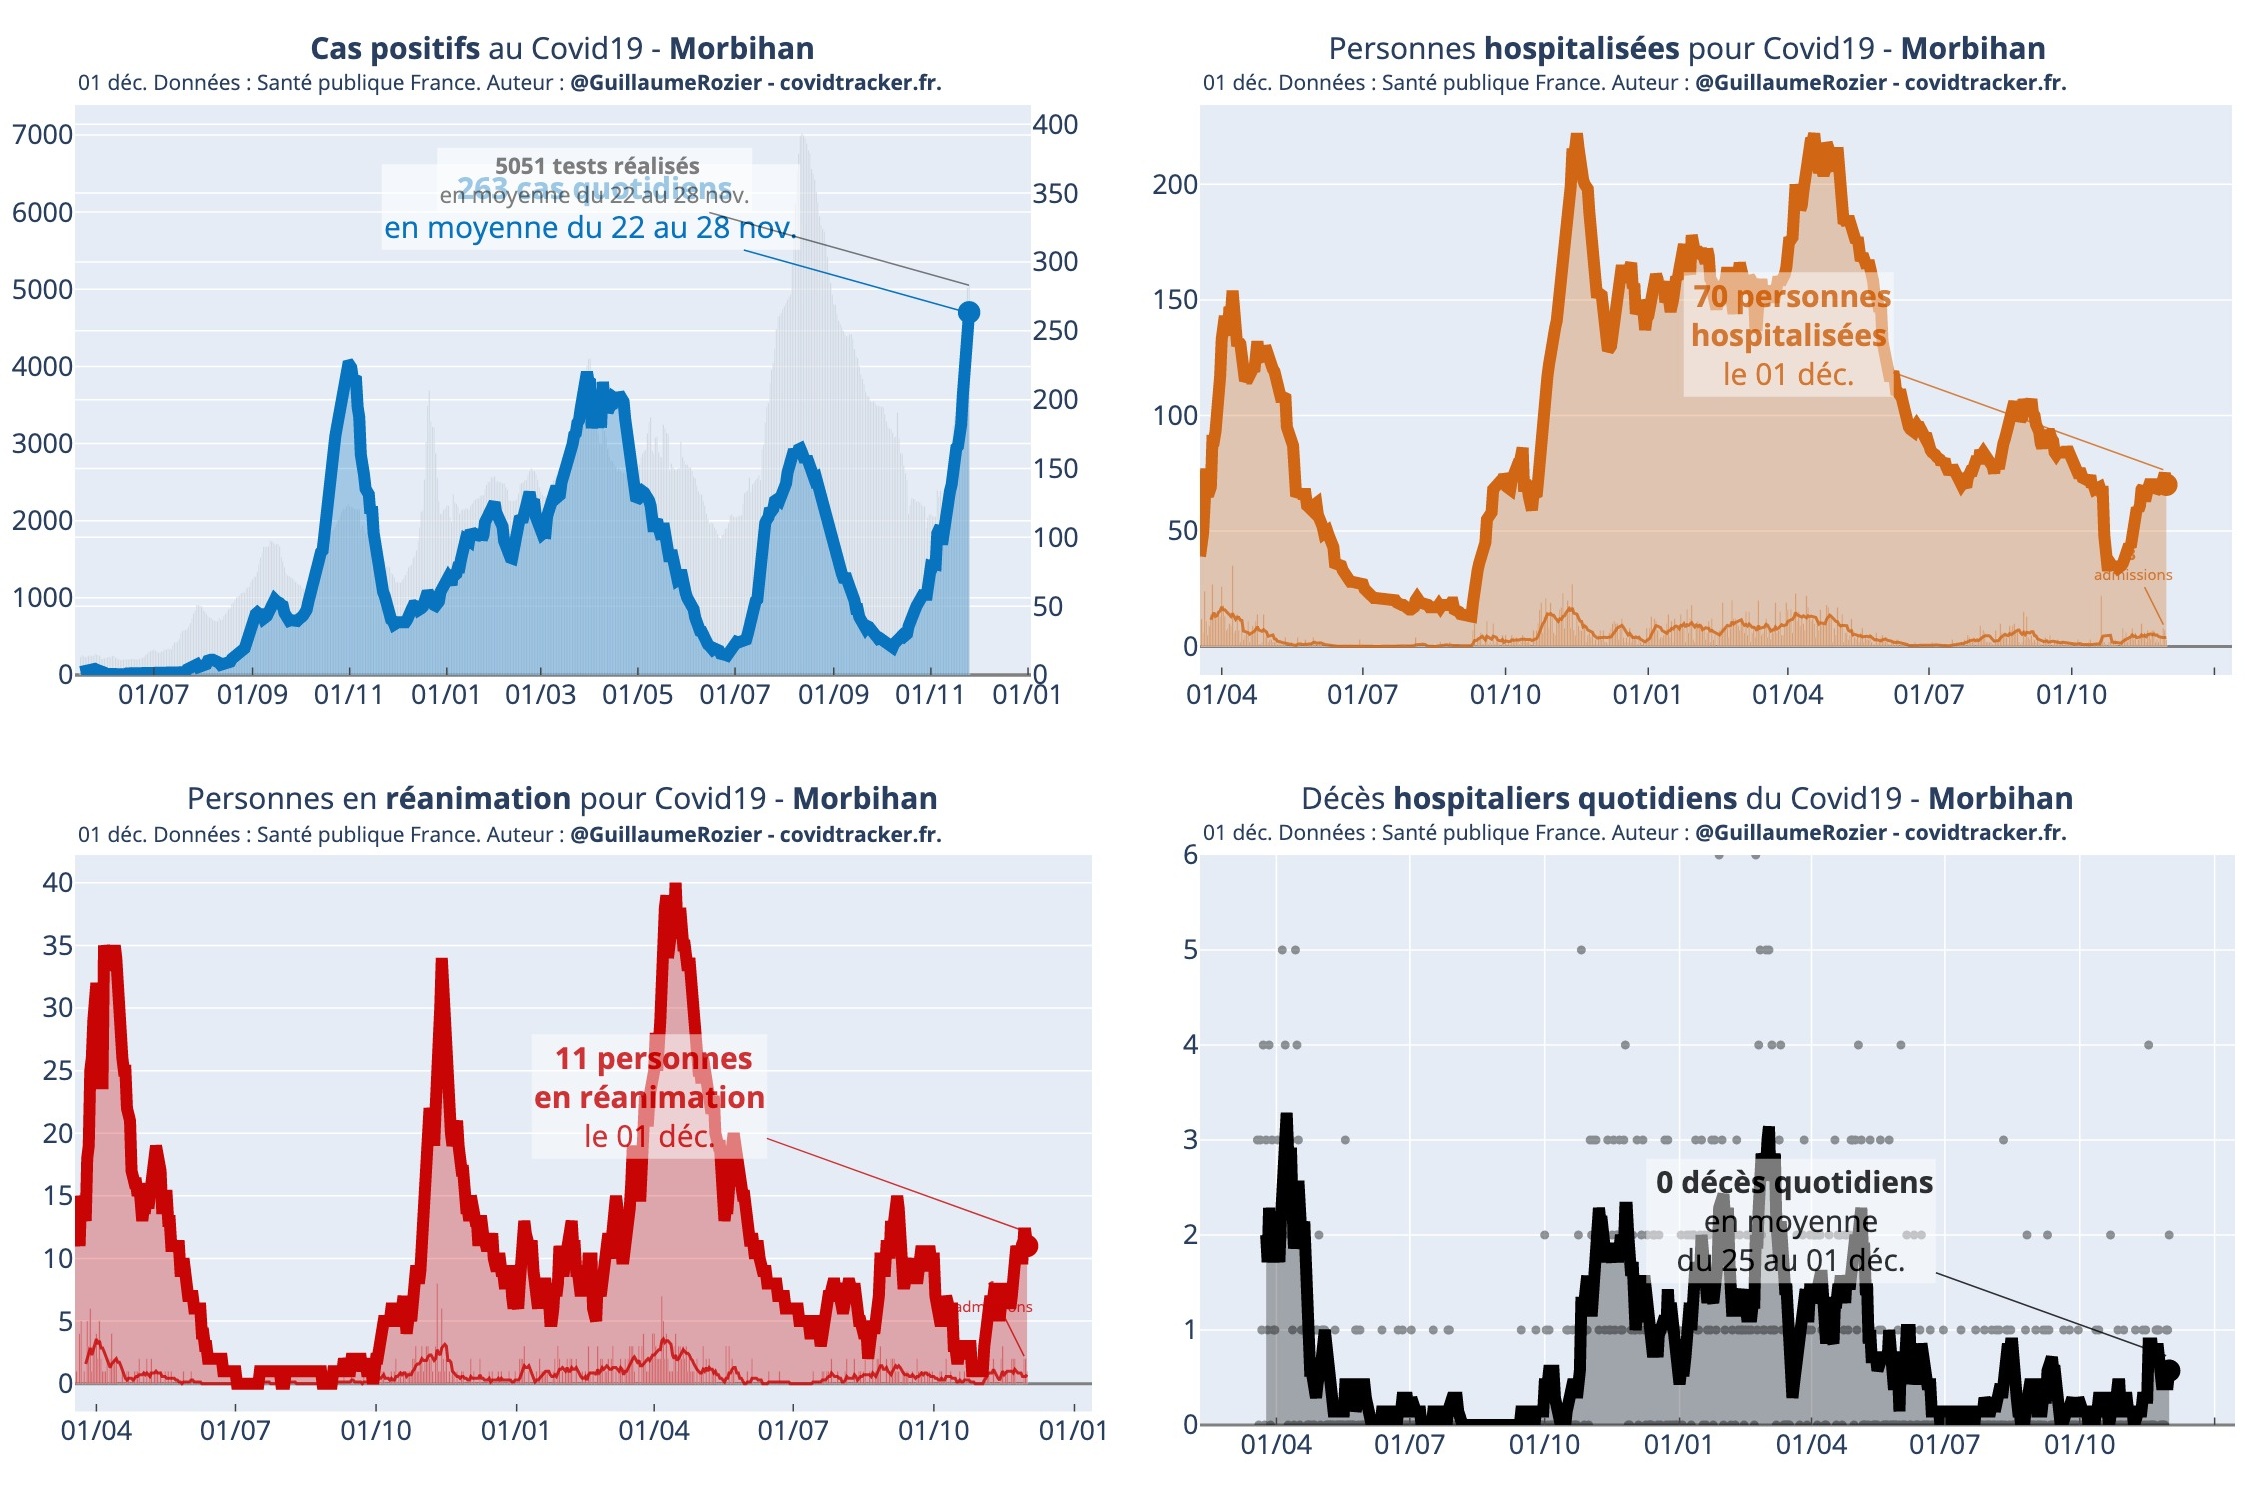 Cas positifs au Covid19 - Morbihan
01 déc. Données : Santé publique France. Auteur : @GuillaumeRozier - covidtracker.fr.
7000
6000
5000
4000
3000
2000
1000
0
400
350
300
250
200
150
100
50
0
5051 tests réalisés
en moyenne du 22 au 28 nov.
263 cas quotidiens
en moyenne du 22 au 28 nov.
01/07 01/09 01/11 01/01 01/03 01/05 01/07 01/09 01/11 01/01
Personnes hospitalisées pour Covid19 - Morbihan
01 déc. Données : Santé publique France. Auteur : @GuillaumeRozier - covidtracker.fr.
200
150
100
50
0
70 personnes
hospitalisées
le 01 déc.
admissions
01/04 01/07 01/10 01/01 01/04 01/07 01/10
Personnes en réanimation pour Covid19 - Morbihan
01 déc. Données : Santé publique France. Auteur : @GuillaumeRozier - covidtracker.fr.
40
35
30
25
20
15
10
5
0
11 personnes
en réanimation
le 01 déc.
admissions
01/04 01/07 01/10 01/01 01/04 01/07 01/10 01/01
Décès hospitaliers quotidiens du Covid19 - Morbihan
01 déc. Données : Santé publique France. Auteur : @GuillaumeRozier - covidtracker.fr.
6
5
4
3
2
1
0
0 décès quotidiens
en moyenne
du 25 au 01 déc.
01/04 01/07 01/10 01/01 01/04 01/07 01/10